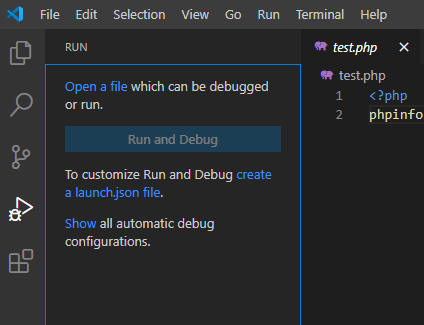 File Edit Selection View Go Run Terminal Help
RUN
Open a file which can be debugged
or run.
Run and Debug
To customize Run and Debug create
a launch.json file.
Show all automatic debug
configurations.
test.php
test.php
1 <?php
2 phpinfo